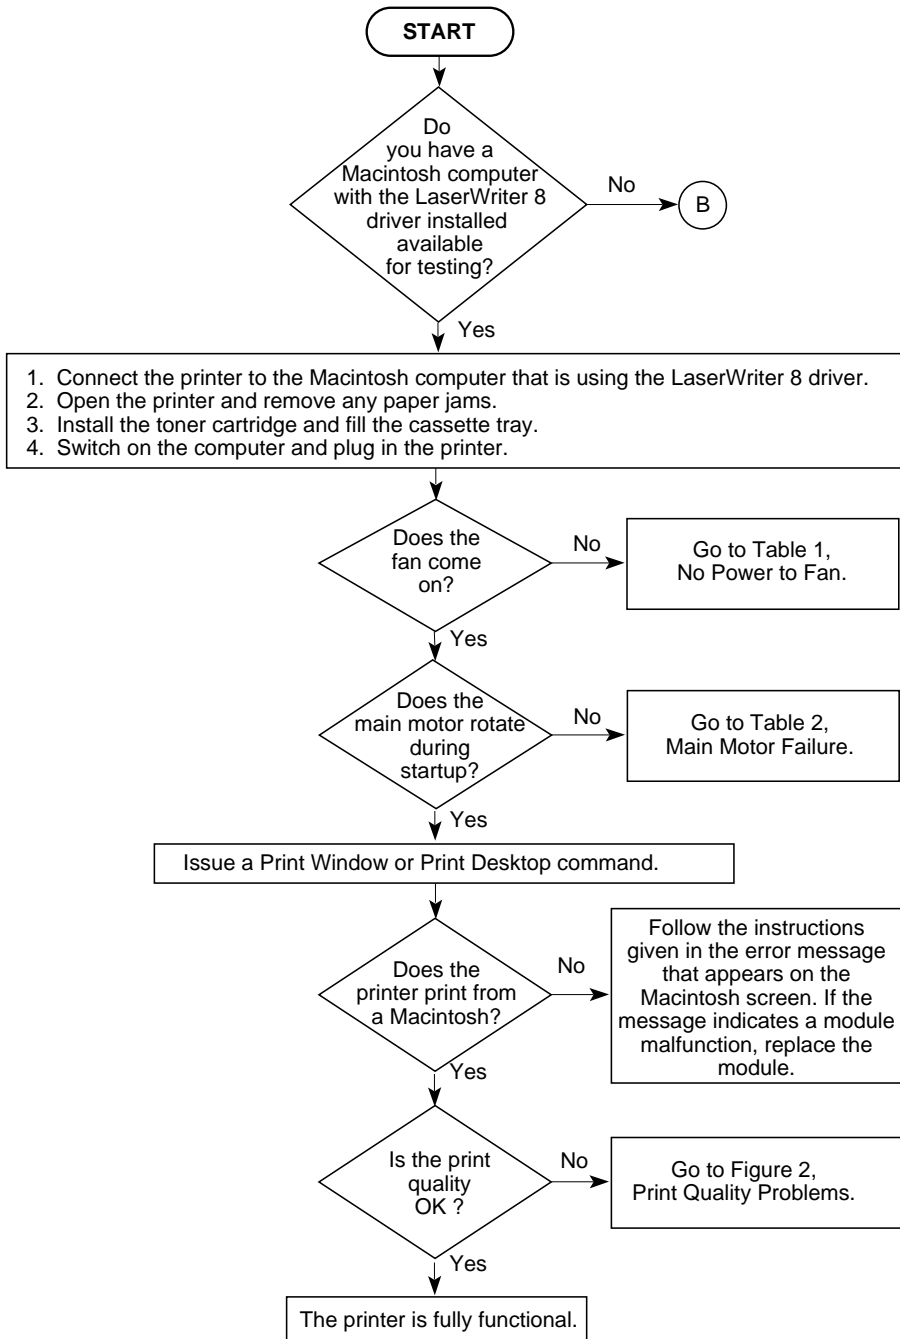 START
Do
you have a
Macintosh computer
with the LaserWriter 8
driver installed
available
for testing?
No
B
Yes
1. Connect the printer to the Macintosh computer that is using the LaserWriter 8 driver.
2. Open the printer and remove any paper jams.
3. Install the toner cartridge and fill the cassette tray.
4. Switch on the computer and plug in the printer.
Does the
fan come
on?
No
Go to Table 1,
No Power to Fan.
Yes
Does the
main motor rotate
during
startup?
No
Go to Table 2,
Main Motor Failure.
Yes
Issue a Print Window or Print Desktop command.
Does the
printer print from
a Macintosh?
No
Follow the instructions
given in the error message
that appears on the
Macintosh screen. If the
message indicates a module
malfunction, replace the
module.
Yes
Is the print
quality
OK ?
No
Go to Figure 2,
Print Quality Problems.
Yes
The printer is fully functional.